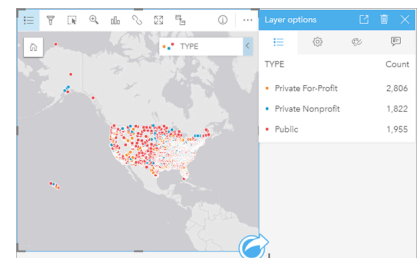 Layer options
TYPE
TYPE Count
Private For-Profit 2,806
Private Nonprofit 1,822
Public 1,955